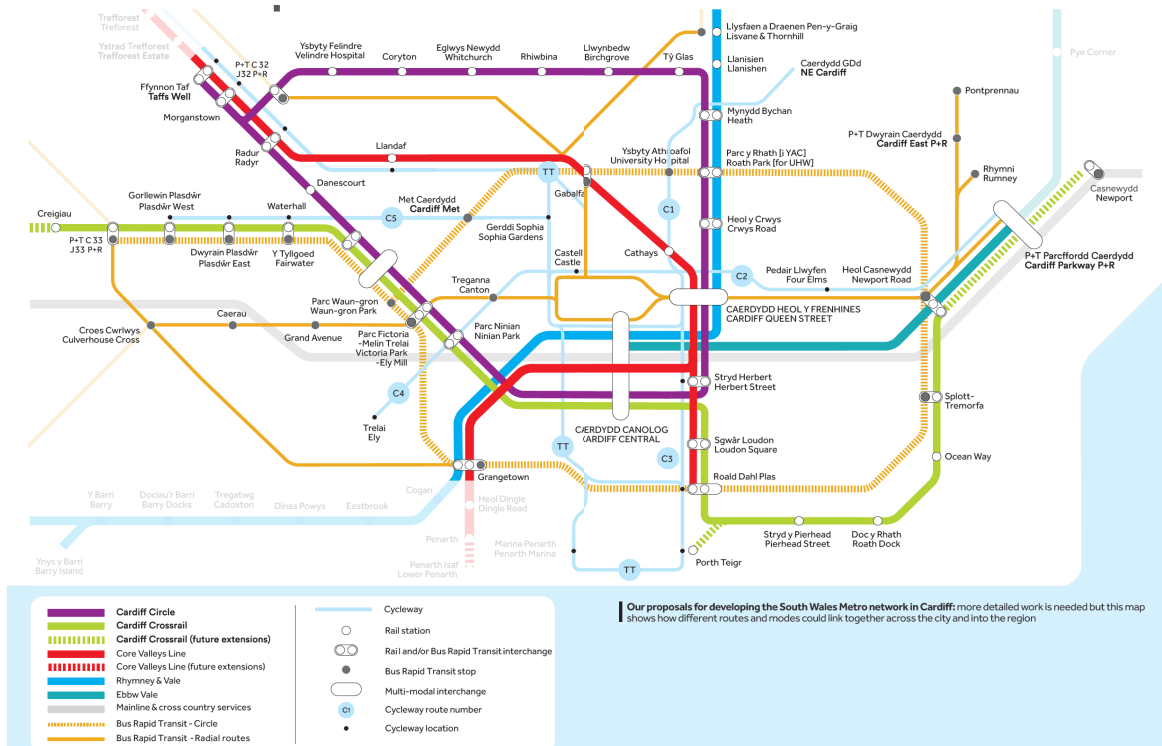 Trefforest
Treforest
Ystrad Trefforest
Trefforest Estate
P+T C 32
J32 P+R
Ffynnon Taf
Taffs Well
Morganstown
Radur
Radyr
Danescourt
Ysbyty Felindre
Velindre Hospital
Coryton
Eglwys Newydd
Whitchurch
Rhiwbina
Llwynbedw
Birchgrove
Tŷ Glas
Llysfaen a Draenen Pen-y-Graig
Lisvane & Thornhill
Llanisien
Llanishen
Caerdydd GDd
NE Cardiff
Mynydd Bychan
Heath
Pye Corner
Pontprennau
P+T Dwyrain Caerdydd
Cardiff East P+R
Rhymni
Rumney
Casnewydd
Newport
Llandaf
Ysbyty Athrofol
University Hospital
Parc y Rhath [i YAC]
Roath Park [for UHW]
TT
Gabalfa
C1
Met Caerdydd
Cardiff Met
Gerddi Sophia
Sophia Gardens
Heol y Crwys
Crwys Road
Gorllewin Plasdŵr
Plasdŵr West
Waterhall
C5
Creigiau
P+T C 33
J33 P+R
Dwyrain Plasdŵr
Plasdŵr East
Y Tyllgoed
Fairwater
Castell
Castle
Cathays
C2
Pedair Llwyfen
Four Elms
Heol Casnewydd
Newport Road
P+T Parcffordd Caerdydd
Cardiff Parkway P+R
Treganna
Canton
Parc Waun-gron
Waun-gron Park
CAERDYDD HEOL Y FRENHINES
CARDIFF QUEEN STREET
Croes Cwrlwys
Culverhouse Cross
Caerau
Grand Avenue
Parc Fictoria
-Melin Trelai
Victoria Park
-Ely Mill
Parc Ninian
Ninian Park
C4
Trelai
Ely
Stryd Herbert
Herbert Street
Splott-
Tremorfa
CÆRDYDD CANOLOG
CARDIFF CENTRAL
TT
C3
Sgwâr Loudon
Loudon Square
Ocean Way
Grangetown
Roald Dahl Plas
Cogan
Y Barri
Barry
Dociau'r Barri
Barry Docks
Tregatwg
Cadoxton
Dinas Powys
Eastbrook
Heol Dingle
Dingle Road
Penarth
Penarth Isaf
Lower Penarth
Marina Penarth
Penarth Marina
TT
Porth Teigr
Stryd y Pierhead
Pierhead Street
Doc y Rhath
Roath Dock
Ynys y Barri
Barry Island
Cardiff Circle
Cardiff Crossrail
Cardiff Crossrail (future extensions)
Core Valleys Line
Core Valleys Line (future extensions)
Rhymney & Vale
Ebbw Vale
Mainline & cross country services
Bus Rapid Transit - Circle
Bus Rapid Transit - Radial routes
Cycleway
Rail station
Rail and/or Bus Rapid Transit interchange
Bus Rapid Transit stop
Multi-modal interchange
C1
Cycleway route number
Cycleway location
Our proposals for developing the South Wales Metro network in Cardiff: more detailed work is needed but this map
shows how different routes and modes could link together across the city and into the region